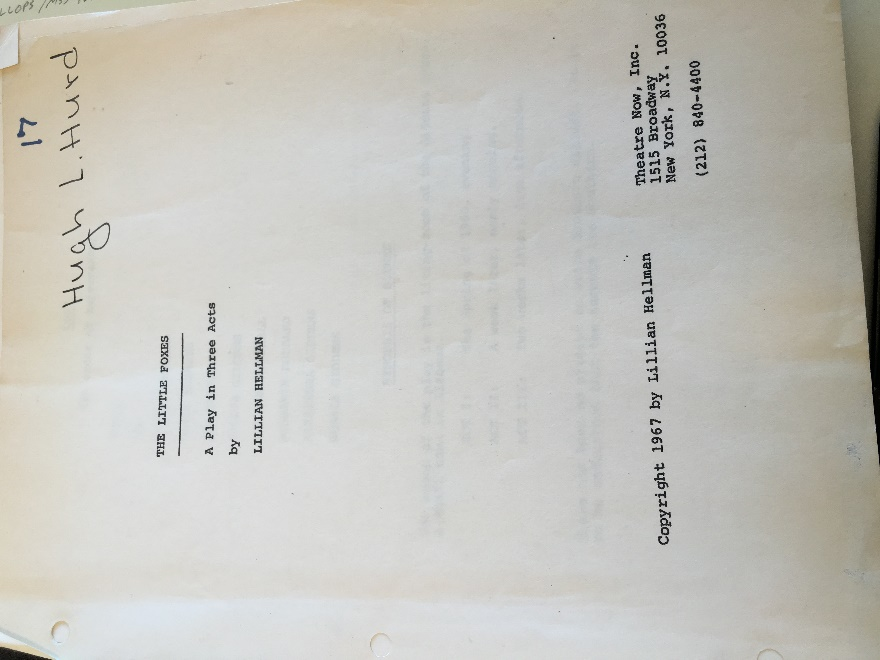 17
Hugh L. Hurd
THE LITTLE FOXES
A Play in Three Acts
by
LILLIAN HELLMAN
Copyright 1967 by Lillian Hellman
Theatre Now, Inc.
1515 Broadway
New York, N.Y. 10036
(212) 840-4400